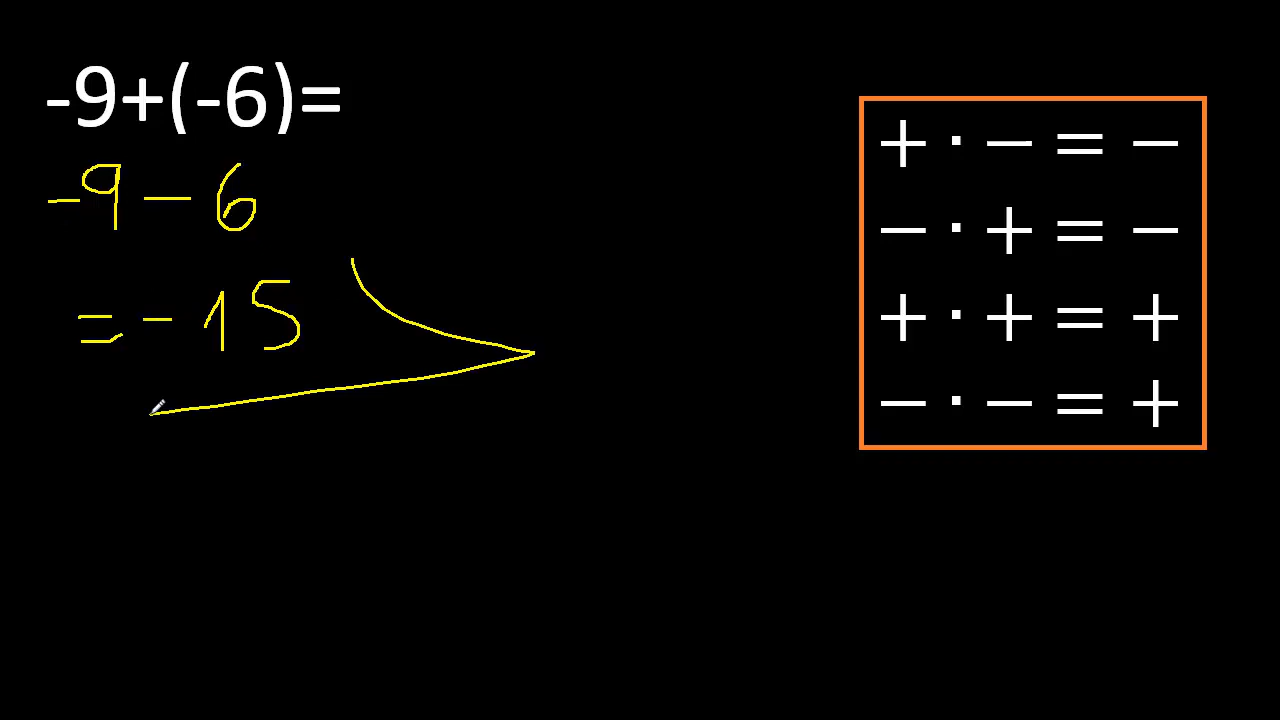 -9+(-6)=
-9-6
=-15
+ · − = −
− · + = −
+ · + = +
− · − = +